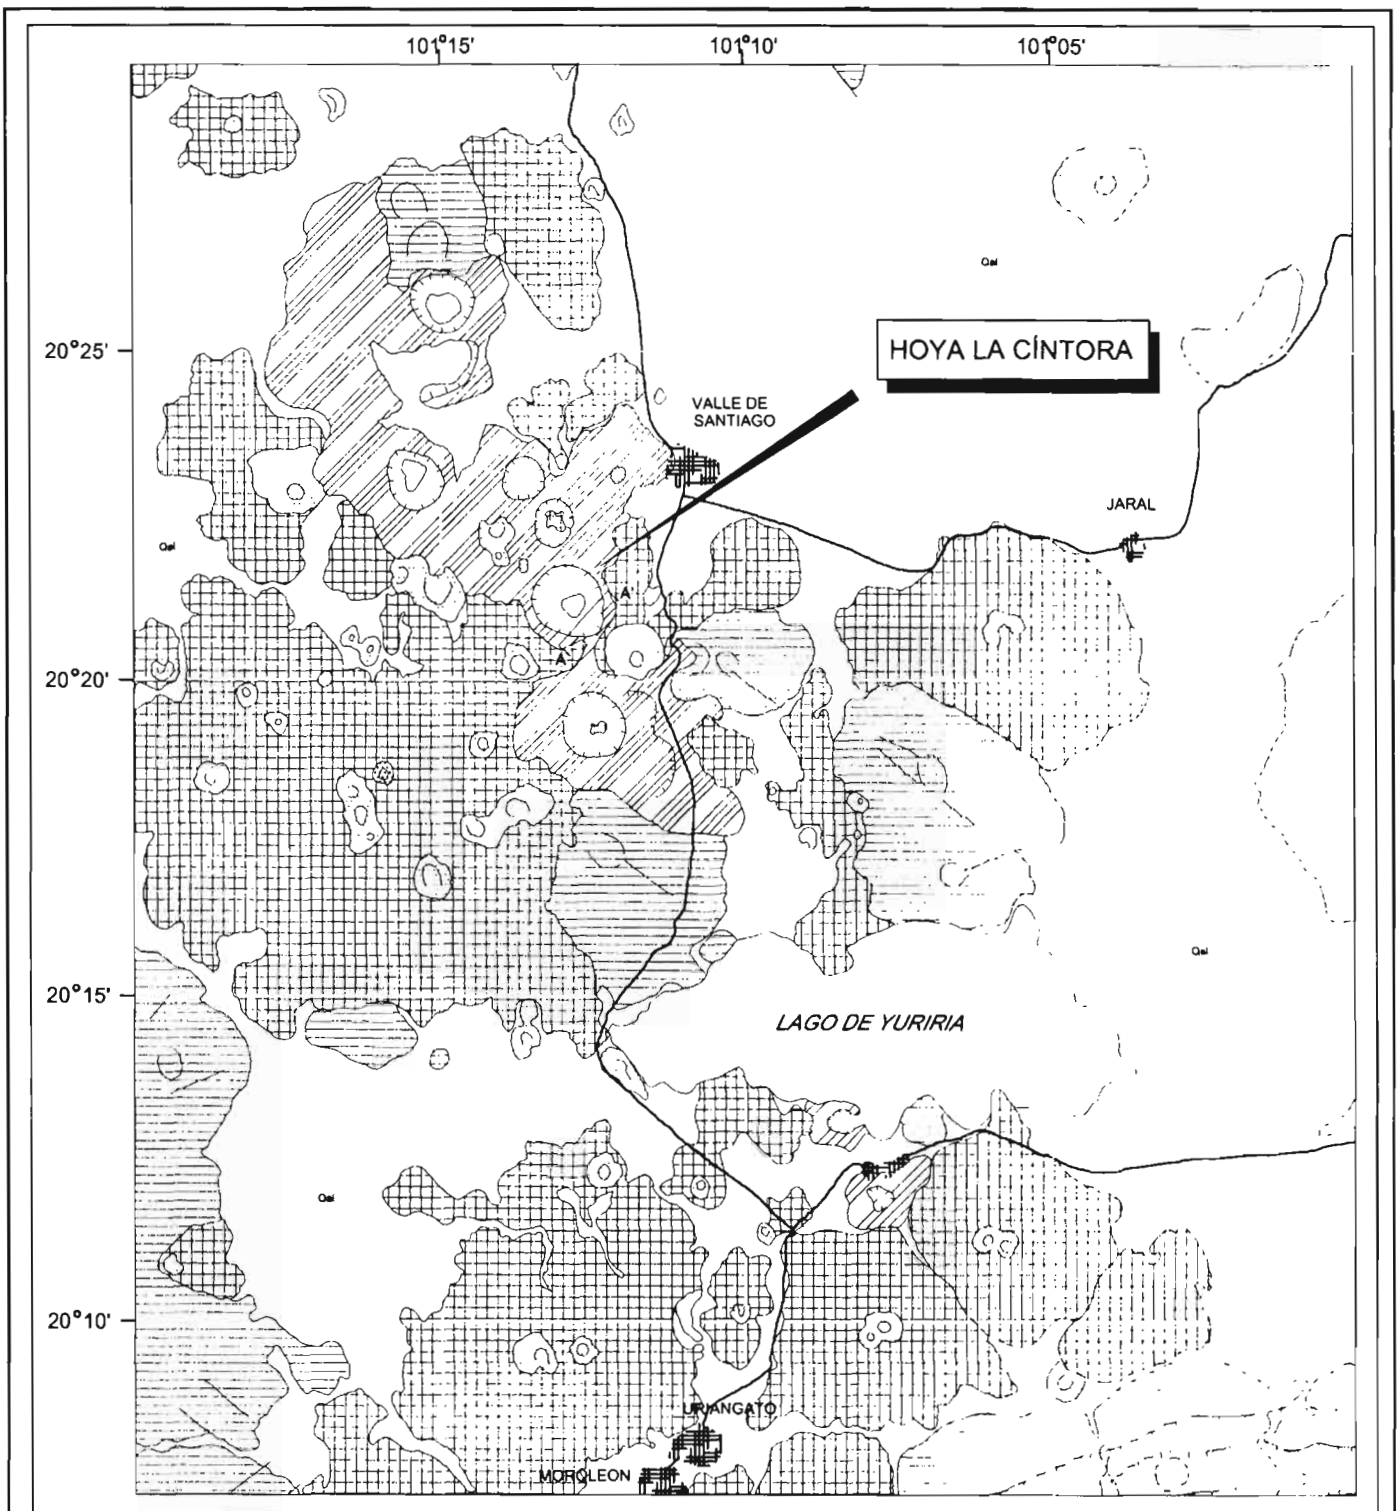 101°15' 101°10' 101°05'
Qal
20°25'
HOYA LA CÍNTORA
VALLE DE
SANTIAGO
JARAL
Qal
A'
A
20°20'
Qal
20°15'
LAGO DE YURIRIA
Qal
20°10'
URIANGATO
MOROLEON